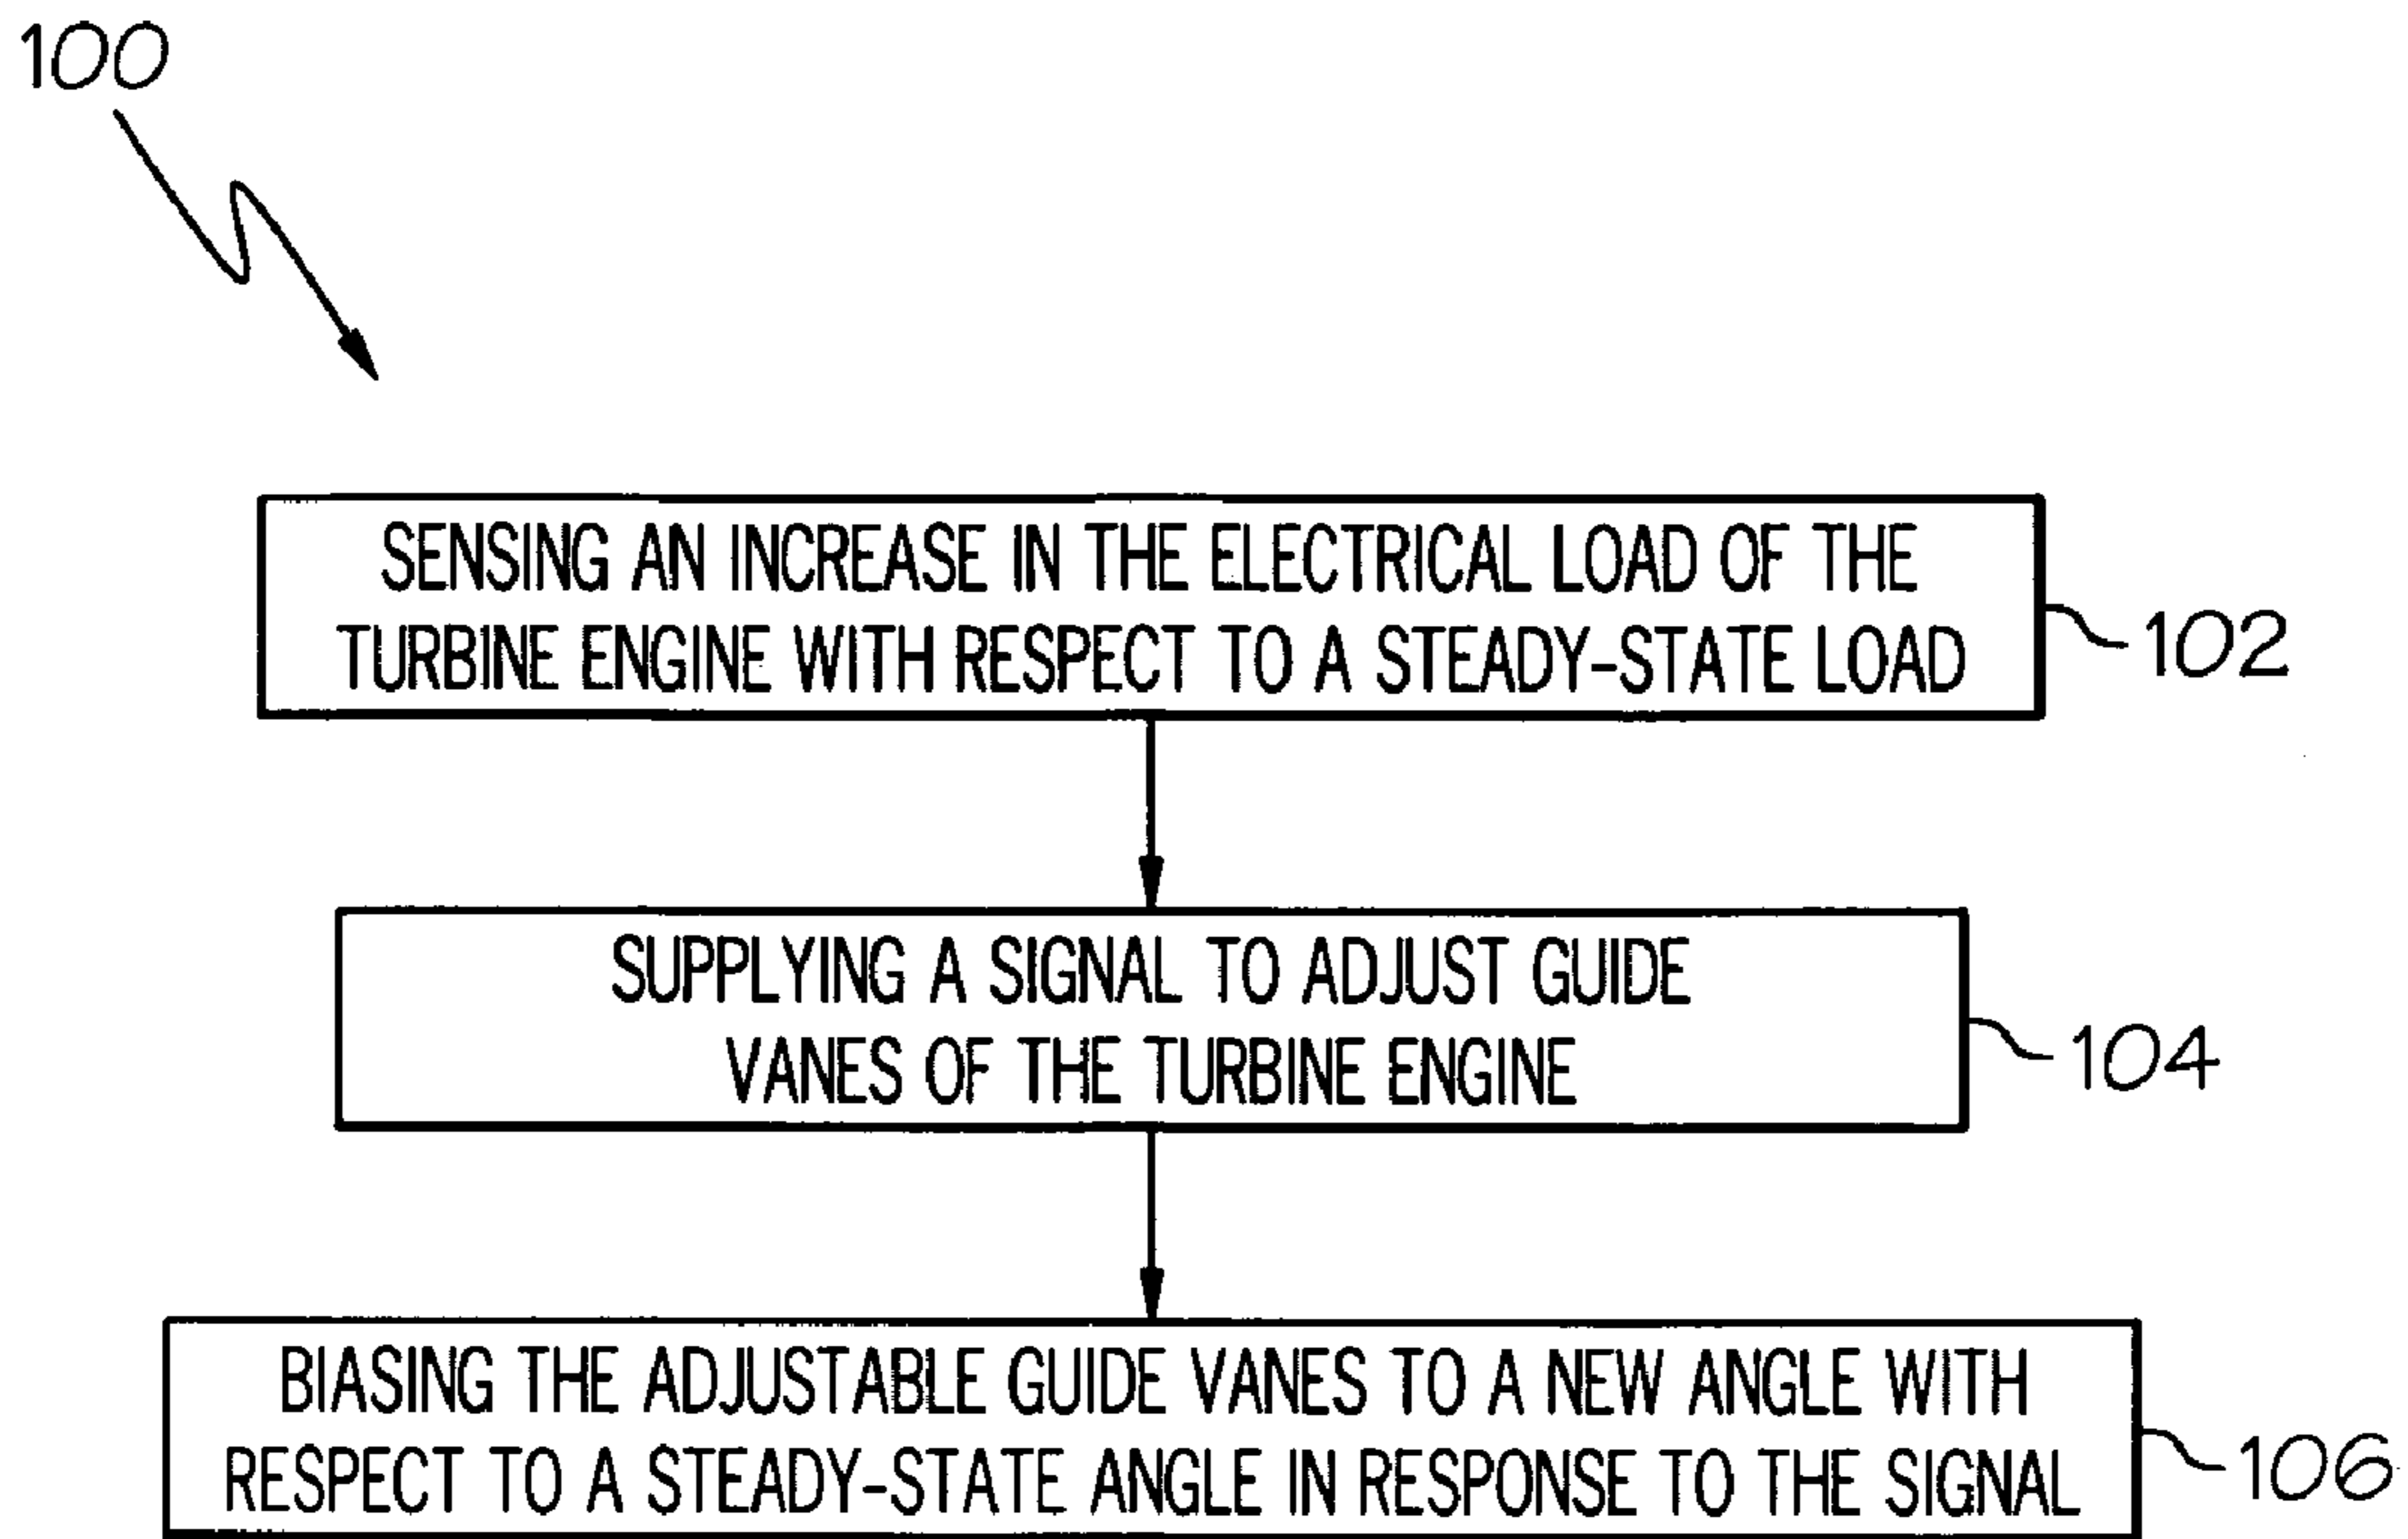 100
SENSING AN INCREASE IN THE ELECTRICAL LOAD OF THE
TURBINE ENGINE WITH RESPECT TO A STEADY-STATE LOAD
102
SUPPLYING A SIGNAL TO ADJUST GUIDE
VANES OF THE TURBINE ENGINE
104
BIASING THE ADJUSTABLE GUIDE VANES TO A NEW ANGLE WITH
RESPECT TO A STEADY-STATE ANGLE IN RESPONSE TO THE SIGNAL
106